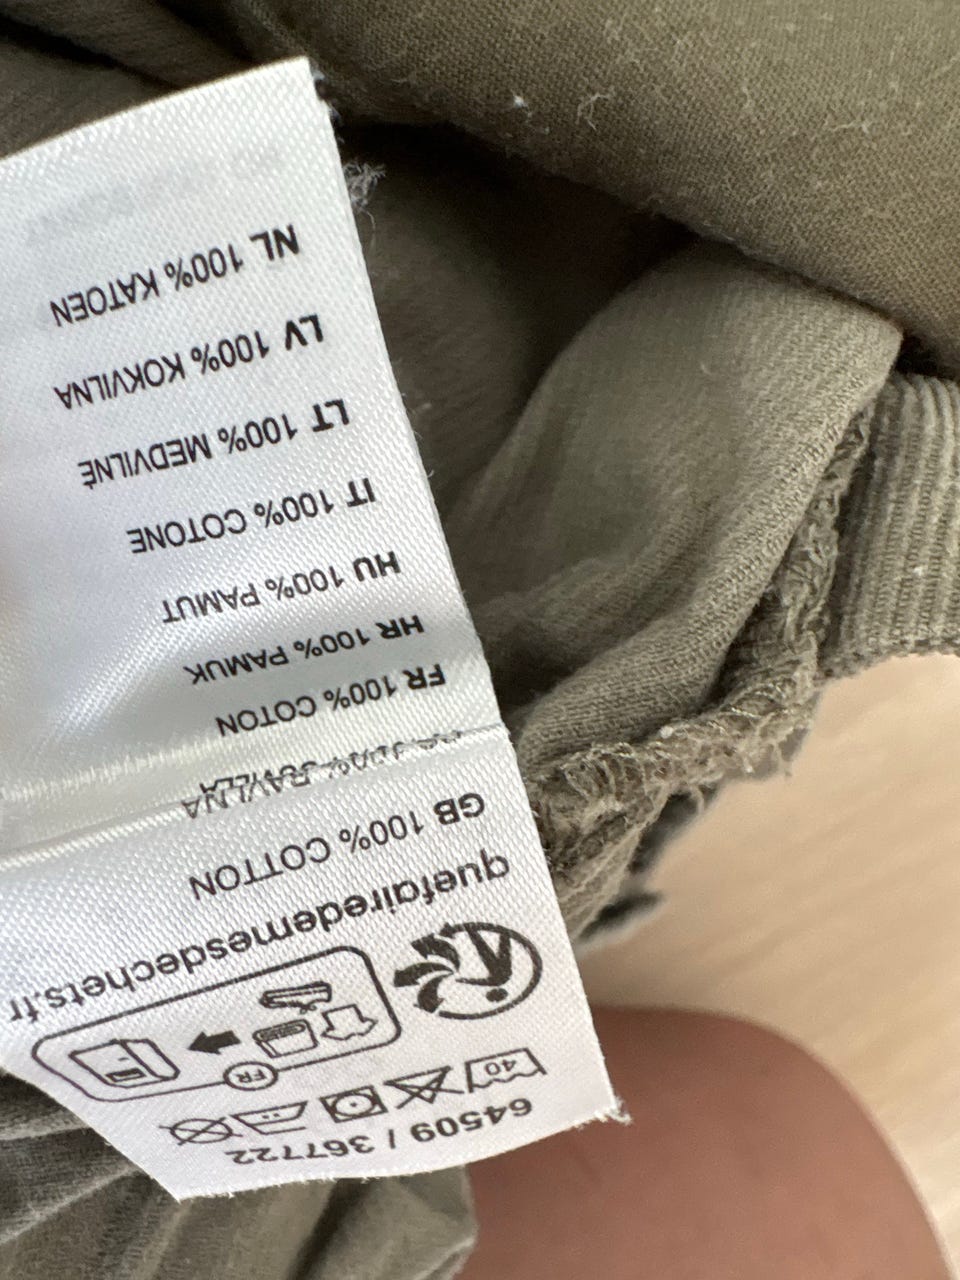 64509 / 367722
40
FR
quefairedemesdechets.fr
GB 100% COTTON
FR 100% COTON
HR 100% PAMUK
HU 100% PAMUT
IT 100% COTONE
LT 100% MEDVILNĖ
LV 100% KOKVILNA
NL 100% KATOEN